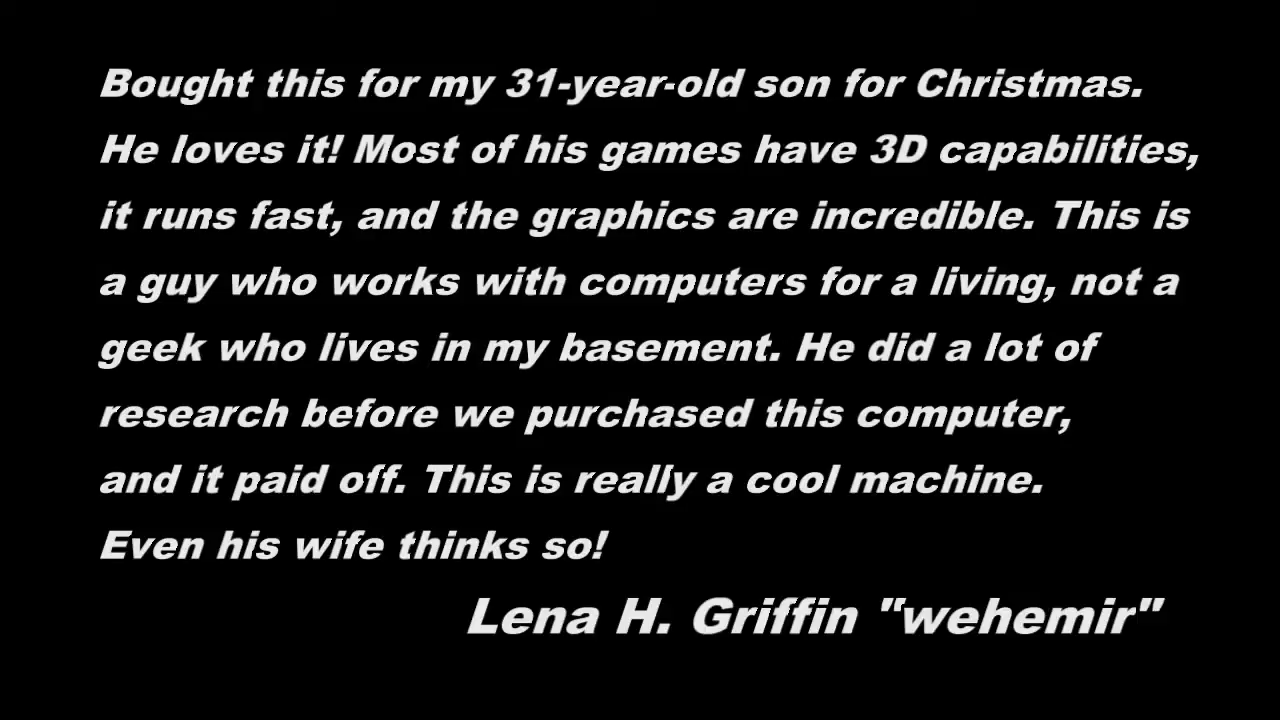 Bought this for my 31-year-old son for Christmas.
He loves it! Most of his games have 3D capabilities,
it runs fast, and the graphics are incredible. This is
a guy who works with computers for a living, not a
geek who lives in my basement. He did a lot of
research before we purchased this computer,
and it paid off. This is really a cool machine.
Even his wife thinks so!
Lena H. Griffin "wehemir"